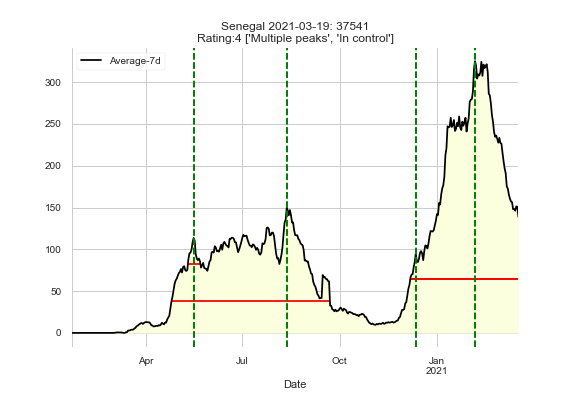 Senegal 2021-03-19: 37541
Rating:4 ['Multiple peaks', 'In control']
Average-7d
300
250
200
150
100
50
0
Apr
Jul
Oct
Jan
2021
Date